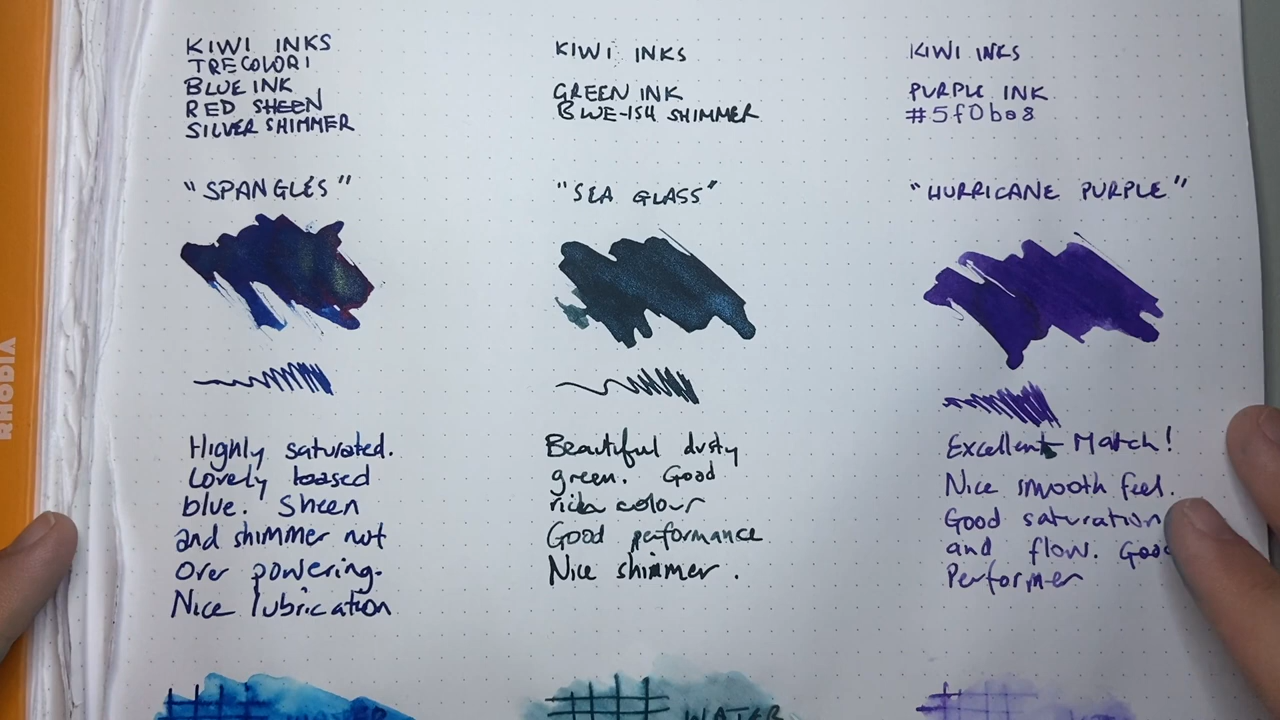 KIWI INKS
TRECOLORI
BLUE INK
RED SHEEN
SILVER SHIMMER
"SPANGLES"
Highly saturated.
Lovely based
blue. Sheen
and shimmer not
over powering.
Nice lubrication
WATER
KIWI INKS
GREEN INK
BLUE-ISH SHIMMER
"SEA GLASS"
Beautiful dusty
green. Good
rich colour
Good performance
Nice shimmer.
WATER
KIWI INKS
PURPLE INK
#5f0ba8
"HURRICANE PURPLE"
Excellent Match!
Nice smooth feel.
Good saturation
and flow. Good
Performer
RHODIA